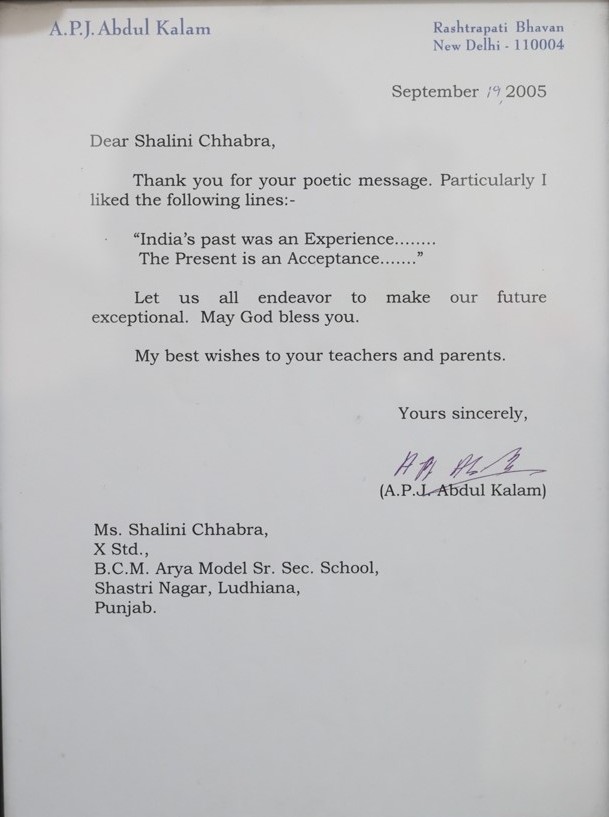 A.P.J. Abdul Kalam
Rashtrapati Bhavan
New Delhi - 110004
September 19, 2005
Dear Shalini Chhabra,
Thank you for your poetic message. Particularly I
liked the following lines:-
“India’s past was an Experience........
The Present is an Acceptance.......”
Let us all endeavor to make our future
exceptional. May God bless you.
My best wishes to your teachers and parents.
Yours sincerely,
(A.P.J. Abdul Kalam)
Ms. Shalini Chhabra,
X Std.,
B.C.M. Arya Model Sr. Sec. School,
Shastri Nagar, Ludhiana,
Punjab.